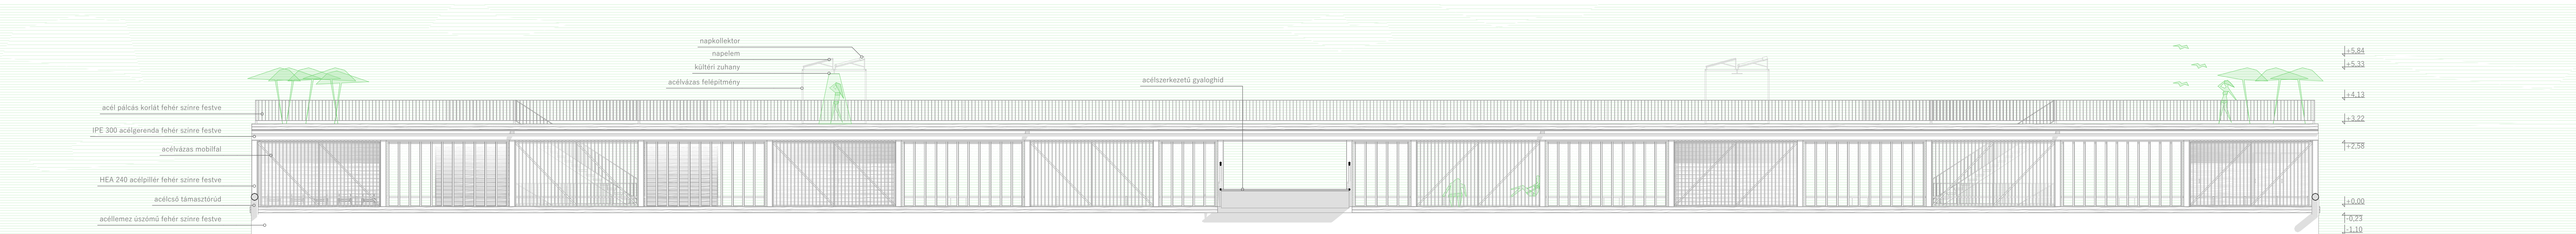 napkollektor
napelem
kültéri zuhany
acélvázas felépítmény
acélszerkezetű gyaloghíd
acél pálcás korlát fehér színre festve
IPE 300 acélgerenda fehér színre festve
acélvázas mobilfal
HEA 240 acélpillér fehér színre festve
acélcső támasztórúd
acéllemez úszómű fehér színre festve
+5,84
+5,33
+4,13
+3,22
+2,58
+0,00
-0,23
-1,10